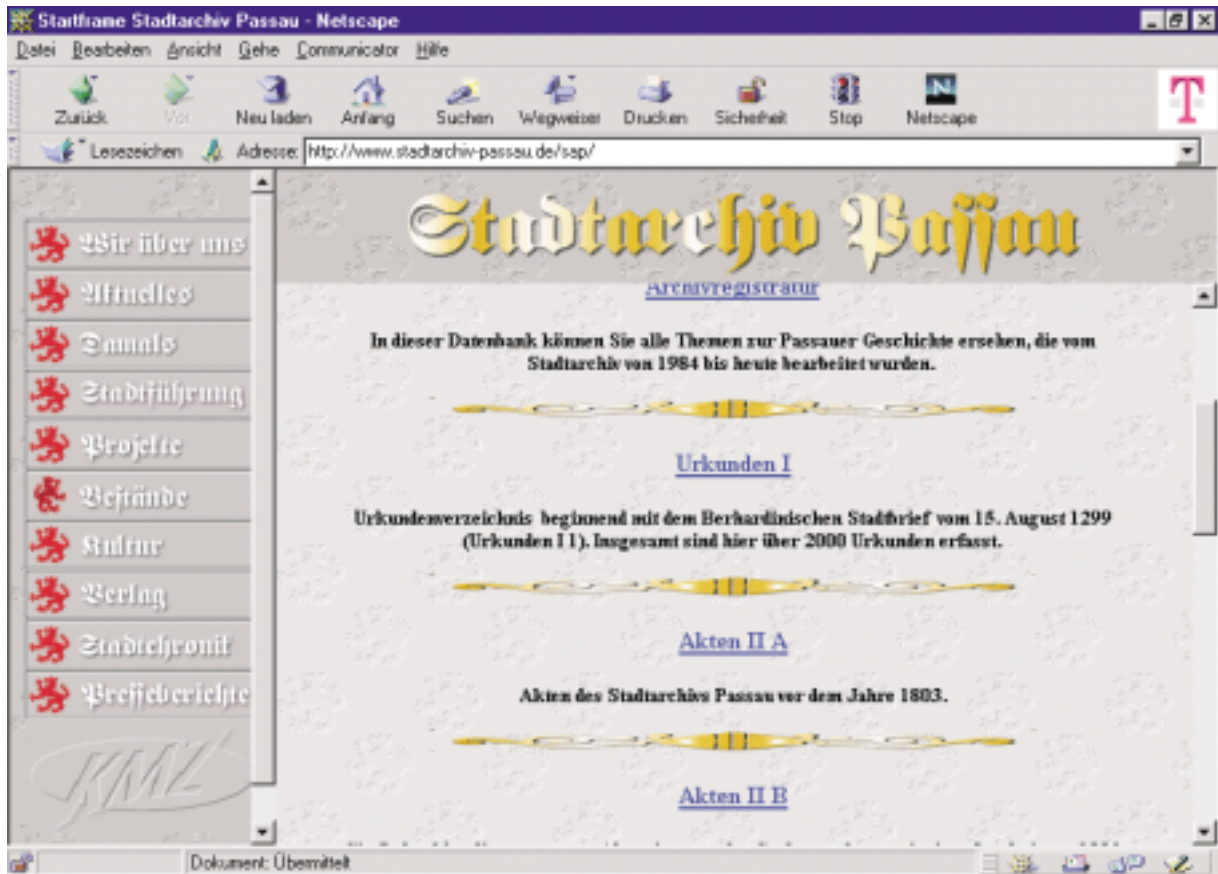 Startframe Stadtarchiv Passau - Netscape
Datei Bearbeiten Ansicht Gehe Communicator Hilfe
Zurück Vor Neu laden Anfang Suchen Wegweiser Drucken Sicherheit Stop Netscape
T
Lesezeichen Adresse: http://www.stadtarchiv-passau.de/sap/
Wir über uns
Aktuelles
Damals
Stadtführung
Projekte
Bestände
Kultur
Verlag
Stadtchronik
Presseberichte
KMZ
Stadtarchiv Passau
Archivregistratur
In dieser Datenbank können Sie alle Themen zur Passauer Geschichte ersehen, die vom
Stadtarchiv von 1984 bis heute bearbeitet wurden.
Urkunden I
Urkundenverzeichnis beginnend mit dem Berhardinischen Stadtbrief vom 15. August 1299
(Urkunden I 1). Insgesamt sind hier über 2000 Urkunden erfasst.
Akten II A
Akten des Stadtarchivs Passau vor dem Jahre 1803.
Akten II B
Dokument: Übermittelt